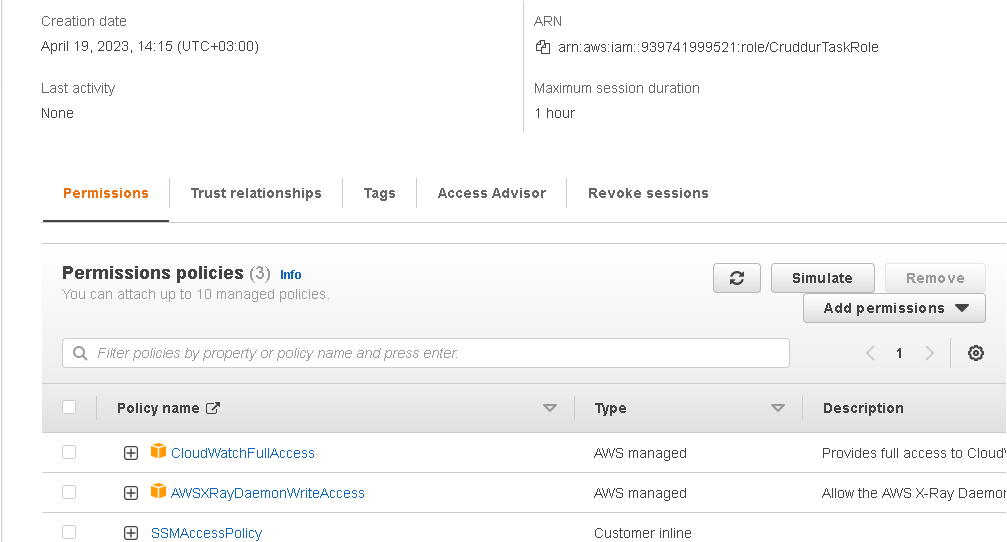 Creation date
April 19, 2023, 14:15 (UTC+03:00)
Last activity
None
ARN
arn:aws:iam::939741999521:role/CruddurTaskRole
Maximum session duration
1 hour
Permissions
Trust relationships
Tags
Access Advisor
Revoke sessions
Permissions policies (3) Info
You can attach up to 10 managed policies.
Simulate
Remove
Add permissions
Filter policies by property or policy name and press enter.
1
Policy name Type Description
CloudWatchFullAccess AWS managed Provides full access to CloudW
AWSXRayDaemonWriteAccess AWS managed Allow the AWS X-Ray Daemon
SSMAccessPolicy Customer inline